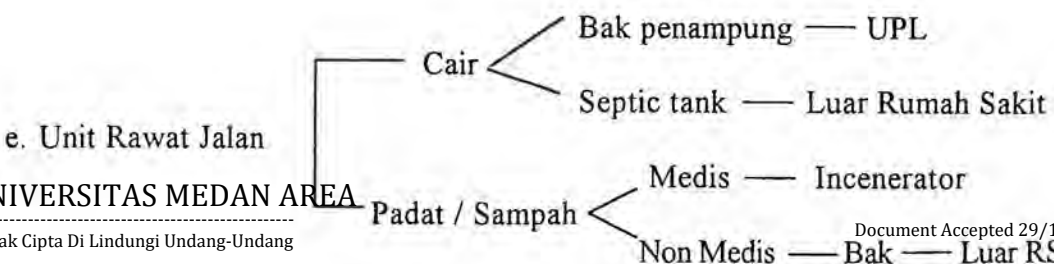 Bak penampung — UPL
Cair
Septic tank — Luar Rumah Sakit
e. Unit Rawat Jalan
Medis — Incenerator
UNIVERSITAS MEDAN AREA
Padat / Sampah
Document Accepted 29/1
ak Cipta Di Lindungi Undang-Undang
Non Medis — Bak — Luar RS